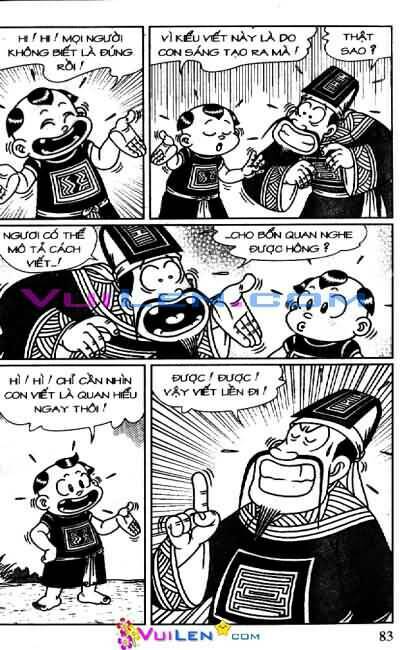 HI! HI! MỌI NGƯỜI
KHÔNG BIẾT LÀ ĐÚNG
RỒI!
VÌ KIỂU VIẾT NÀY LÀ DO
CON SÁNG TẠO RA MÀ!
THẬT
SAO?
NGƯƠI CÓ THỂ
MÔ TẢ CÁCH
VIẾT..!
..CHO BỔN QUAN NGHE
ĐƯỢC HÔNG?
VUILEN.COM
HÌ! HÌ! CHỈ CẦN NHÌN
CON VIẾT LÀ QUAN HIỂU
NGAY THÔI!
ĐƯỢC! ĐƯỢC!
VẬY VIẾT LIỀN ĐI!
83
VUILEN.COM